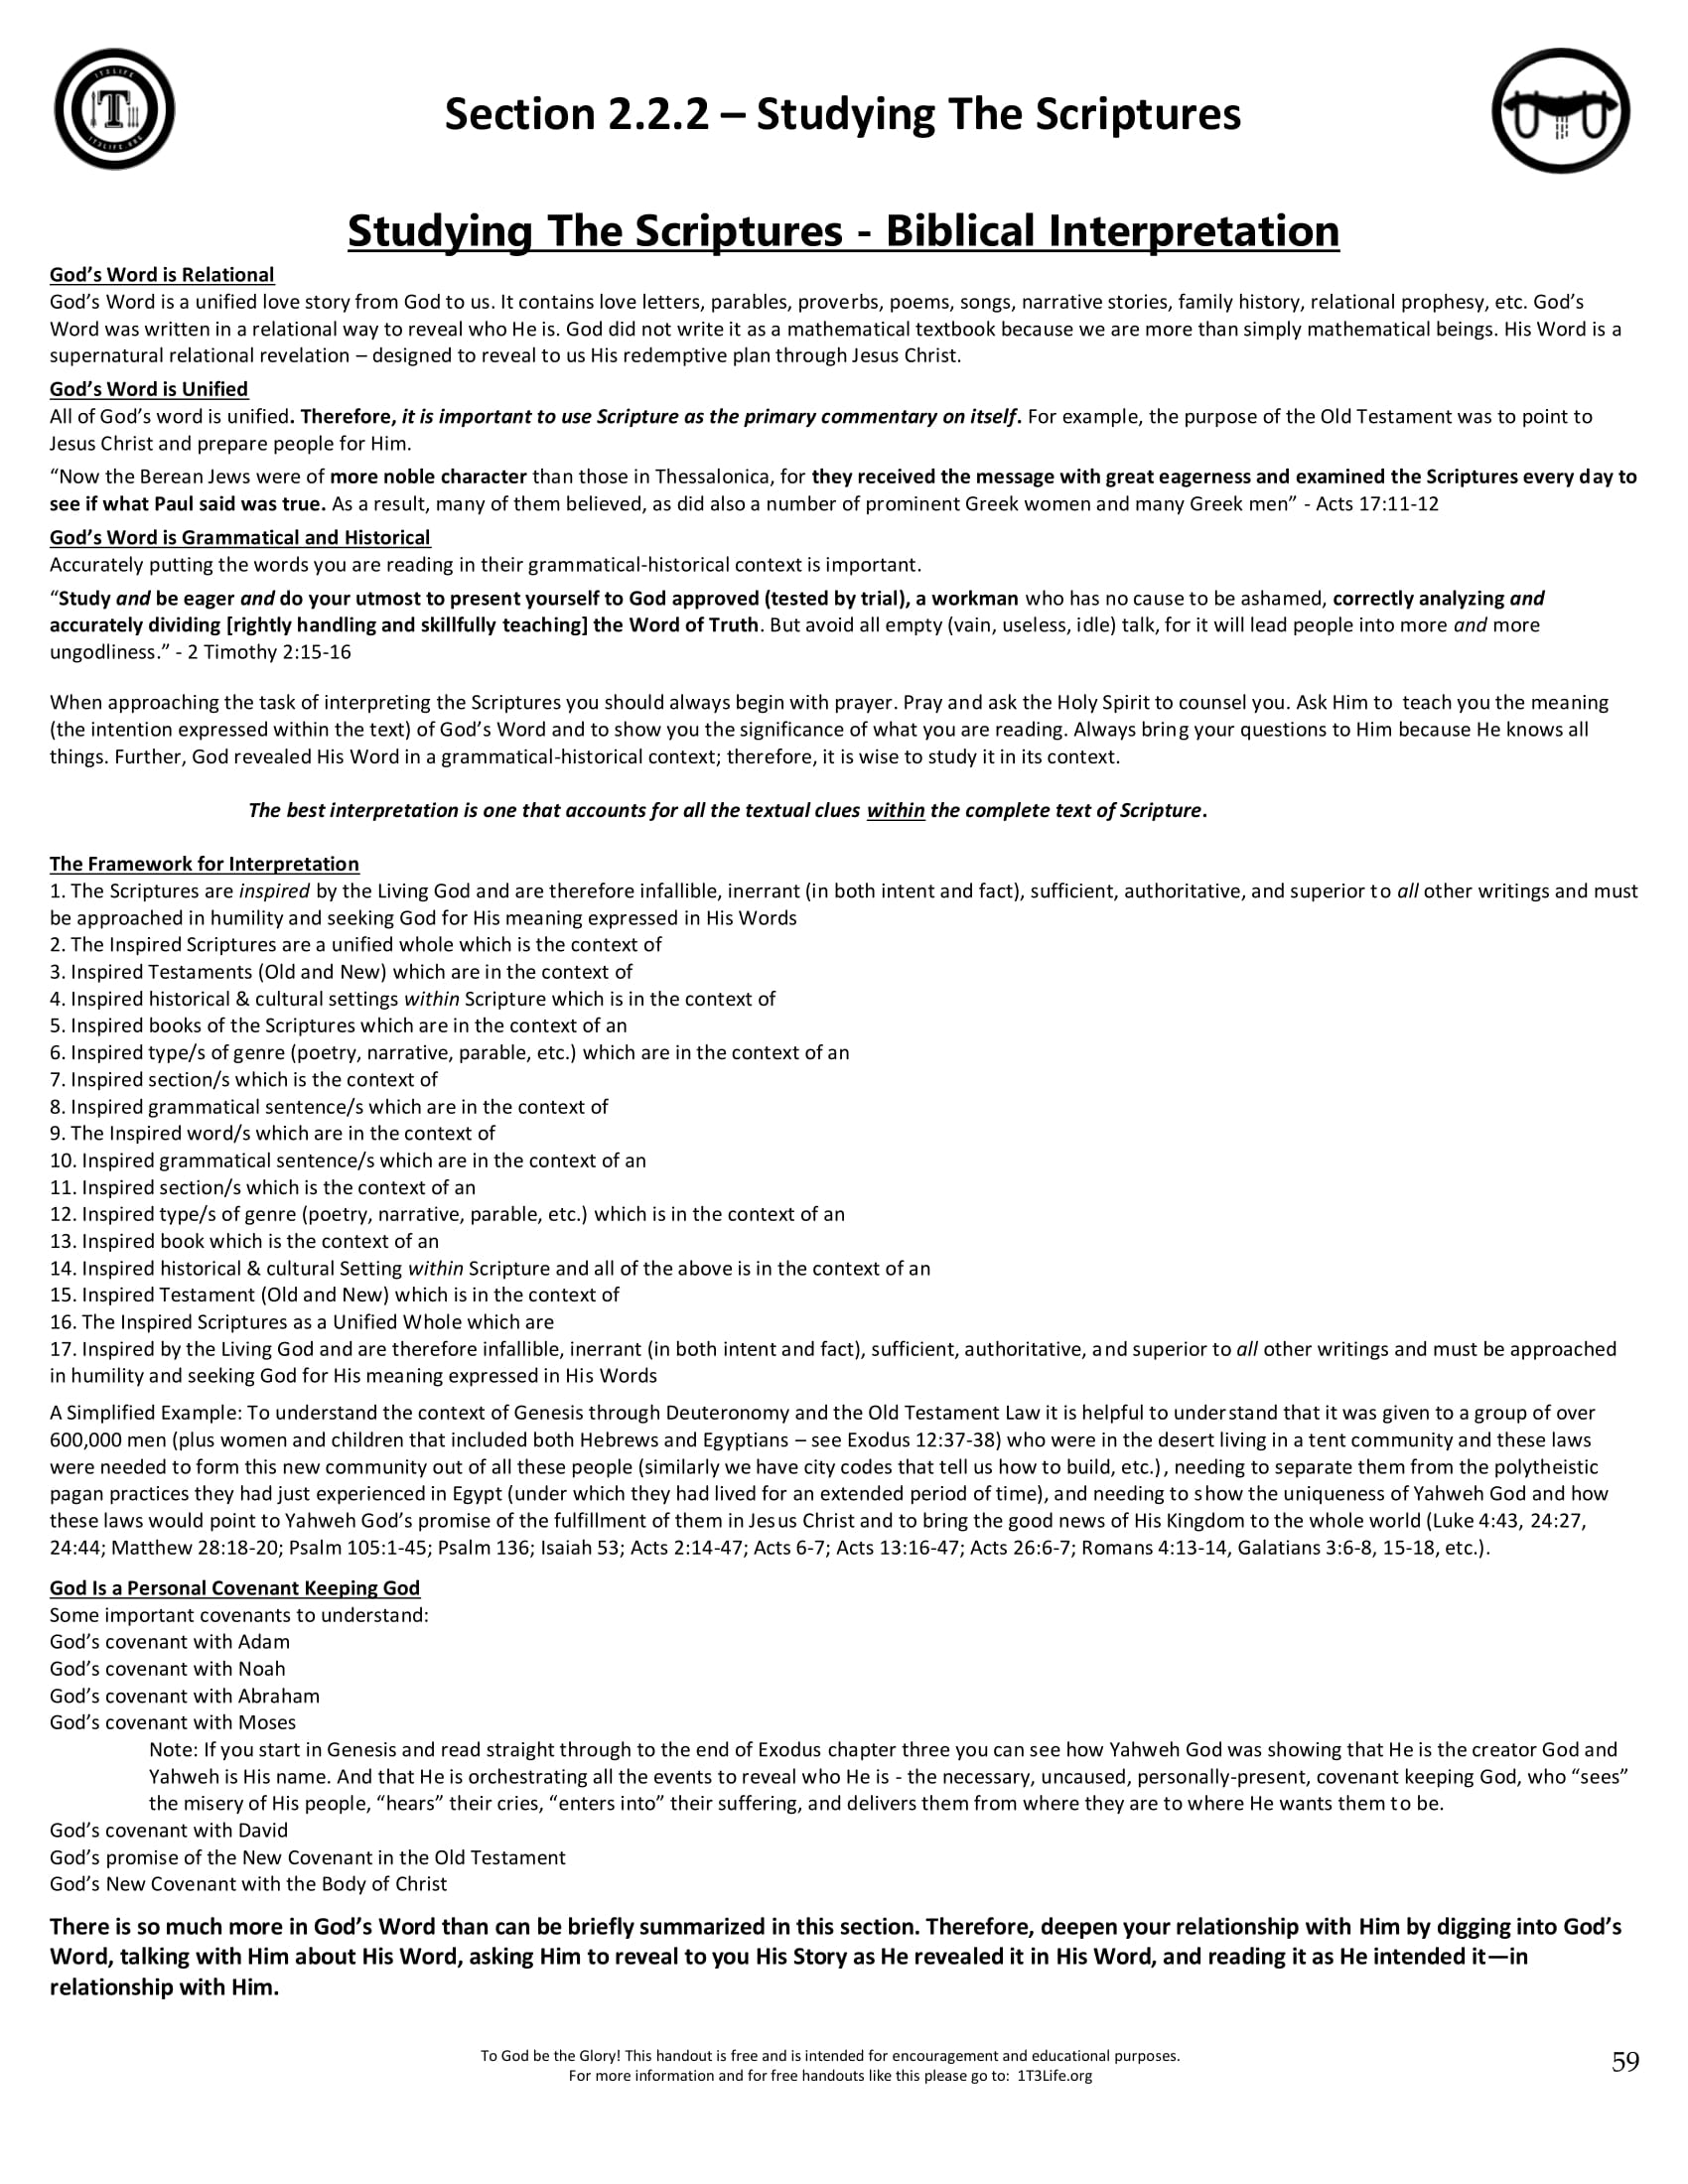 Section 2.2.2 – Studying The Scriptures
Studying The Scriptures - Biblical Interpretation
God’s Word is Relational
God’s Word is a unified love story from God to us. It contains love letters, parables, proverbs, poems, songs, narrative stories, family history, relational prophesy, etc. God’s
Word was written in a relational way to reveal who He is. God did not write it as a mathematical textbook because we are more than simply mathematical beings. His Word is a
supernatural relational revelation – designed to reveal to us His redemptive plan through Jesus Christ.
God’s Word is Unified
All of God’s word is unified. Therefore, it is important to use Scripture as the primary commentary on itself. For example, the purpose of the Old Testament was to point to
Jesus Christ and prepare people for Him.
“Now the Berean Jews were of more noble character than those in Thessalonica, for they received the message with great eagerness and examined the Scriptures every day to
see if what Paul said was true. As a result, many of them believed, as did also a number of prominent Greek women and many Greek men” - Acts 17:11-12
God’s Word is Grammatical and Historical
Accurately putting the words you are reading in their grammatical-historical context is important.
“Study and be eager and do your utmost to present yourself to God approved (tested by trial), a workman who has no cause to be ashamed, correctly analyzing and
accurately dividing [rightly handling and skillfully teaching] the Word of Truth. But avoid all empty (vain, useless, idle) talk, for it will lead people into more and more
ungodliness.” - 2 Timothy 2:15-16
When approaching the task of interpreting the Scriptures you should always begin with prayer. Pray and ask the Holy Spirit to counsel you. Ask Him to teach you the meaning
(the intention expressed within the text) of God’s Word and to show you the significance of what you are reading. Always bring your questions to Him because He knows all
things. Further, God revealed His Word in a grammatical-historical context; therefore, it is wise to study it in its context.
The best interpretation is one that accounts for all the textual clues within the complete text of Scripture.
The Framework for Interpretation
1. The Scriptures are inspired by the Living God and are therefore infallible, inerrant (in both intent and fact), sufficient, authoritative, and superior to all other writings and must
be approached in humility and seeking God for His meaning expressed in His Words
2. The Inspired Scriptures are a unified whole which is the context of
3. Inspired Testaments (Old and New) which are in the context of
4. Inspired historical & cultural settings within Scripture which is in the context of
5. Inspired books of the Scriptures which are in the context of an
6. Inspired type/s of genre (poetry, narrative, parable, etc.) which are in the context of an
7. Inspired section/s which is the context of
8. Inspired grammatical sentence/s which are in the context of
9. The Inspired word/s which are in the context of
10. Inspired grammatical sentence/s which are in the context of an
11. Inspired section/s which is the context of an
12. Inspired type/s of genre (poetry, narrative, parable, etc.) which is in the context of an
13. Inspired book which is the context of an
14. Inspired historical & cultural Setting within Scripture and all of the above is in the context of an
15. Inspired Testament (Old and New) which is in the context of
16. The Inspired Scriptures as a Unified Whole which are
17. Inspired by the Living God and are therefore infallible, inerrant (in both intent and fact), sufficient, authoritative, and superior to all other writings and must be approached
in humility and seeking God for His meaning expressed in His Words
A Simplified Example: To understand the context of Genesis through Deuteronomy and the Old Testament Law it is helpful to understand that it was given to a group of over
600,000 men (plus women and children that included both Hebrews and Egyptians – see Exodus 12:37-38) who were in the desert living in a tent community and these laws
were needed to form this new community out of all these people (similarly we have city codes that tell us how to build, etc.), needing to separate them from the polytheistic
pagan practices they had just experienced in Egypt (under which they had lived for an extended period of time), and needing to show the uniqueness of Yahweh God and how
these laws would point to Yahweh God’s promise of the fulfillment of them in Jesus Christ and to bring the good news of His Kingdom to the whole world (Luke 4:43, 24:27,
24:44; Matthew 28:18-20; Psalm 105:1-45; Psalm 136; Isaiah 53; Acts 2:14-47; Acts 6-7; Acts 13:16-47; Acts 26:6-7; Romans 4:13-14, Galatians 3:6-8, 15-18, etc.).
God Is a Personal Covenant Keeping God
Some important covenants to understand:
God’s covenant with Adam
God’s covenant with Noah
God’s covenant with Abraham
God’s covenant with Moses
Note: If you start in Genesis and read straight through to the end of Exodus chapter three you can see how Yahweh God was showing that He is the creator God and
Yahweh is His name. And that He is orchestrating all the events to reveal who He is - the necessary, uncaused, personally-present, covenant keeping God, who “sees”
the misery of His people, “hears” their cries, “enters into” their suffering, and delivers them from where they are to where He wants them to be.
God’s covenant with David
God’s promise of the New Covenant in the Old Testament
God’s New Covenant with the Body of Christ
There is so much more in God’s Word than can be briefly summarized in this section. Therefore, deepen your relationship with Him by digging into God’s
Word, talking with Him about His Word, asking Him to reveal to you His Story as He revealed it in His Word, and reading it as He intended it—in
relationship with Him.
To God be the Glory! This handout is free and is intended for encouragement and educational purposes.
For more information and for free handouts like this please go to: 1T3Life.org
59